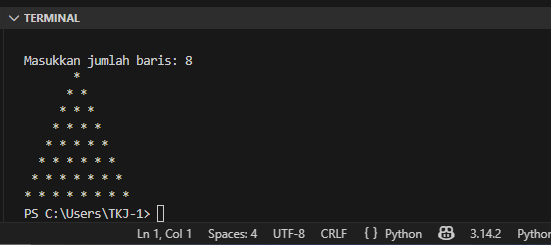 TERMINAL
Masukkan jumlah baris: 8
       *
      * *
     * * *
    * * * *
   * * * * *
  * * * * * *
 * * * * * * *
* * * * * * * *
PS C:\Users\TKJ-1>
Ln 1, Col 1 Spaces: 4 UTF-8 CRLF { } Python 3.14.2 Pythor